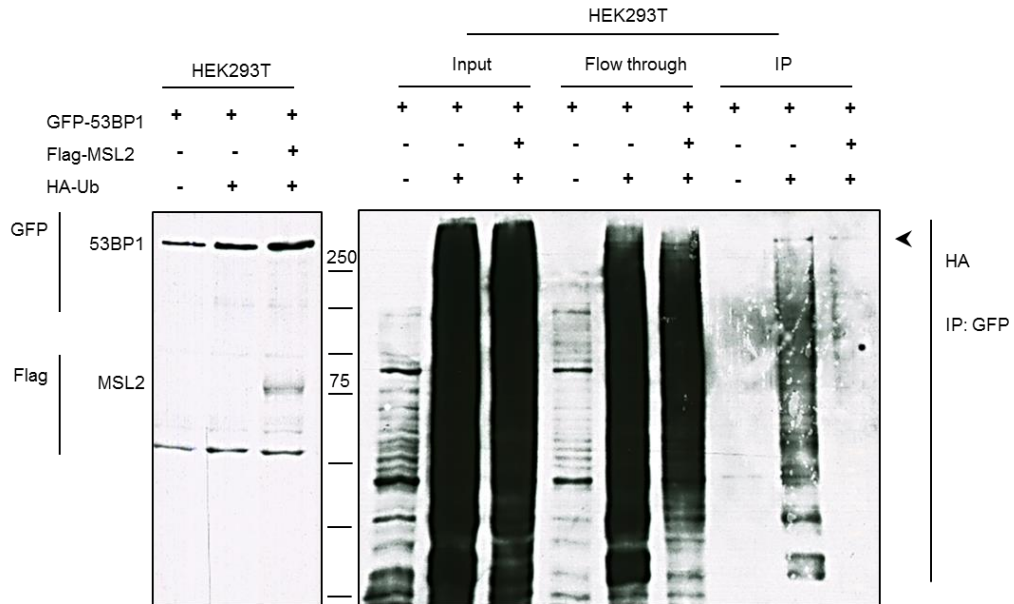 HEK293T
HEK293T
Input Flow through IP
GFP-53BP1 + + + + + + + + + + + +
Flag-MSL2 - - + - - + - - + - - +
HA-Ub - + + - + + - + + - + +
GFP 53BP1
250
HA
IP: GFP
Flag MSL2 75